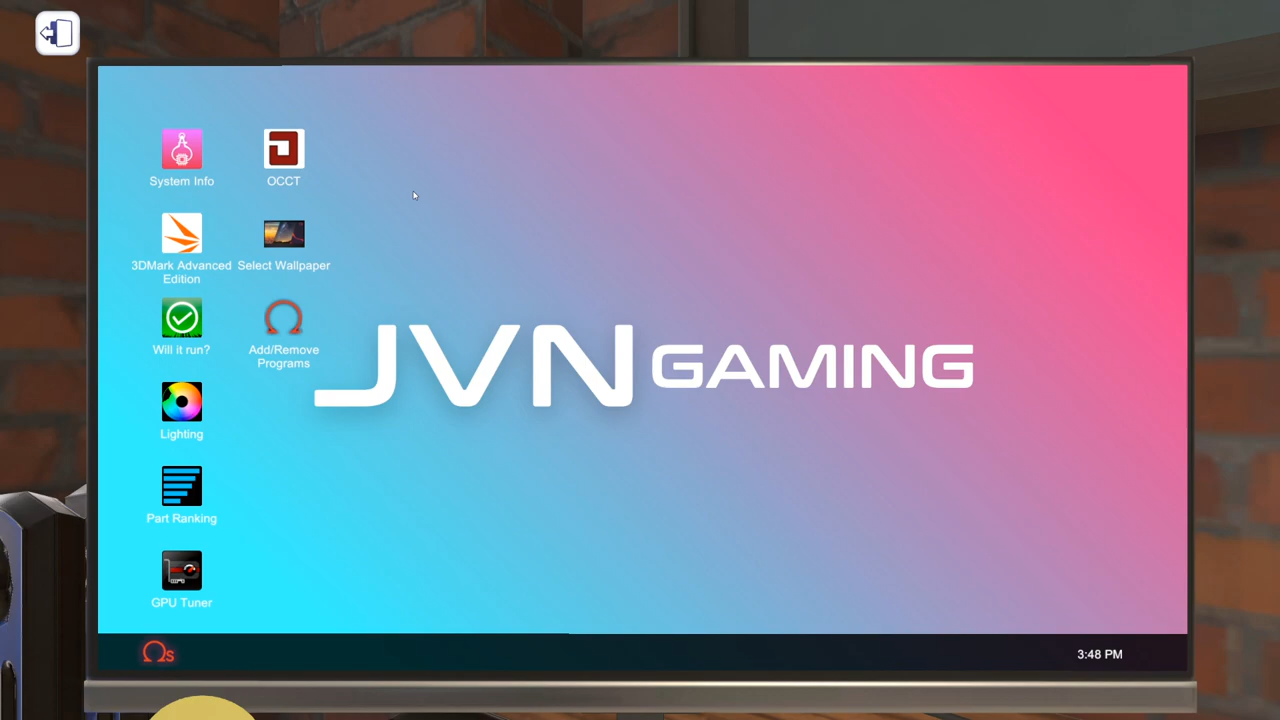 System Info
OCCT
3DMark Advanced
Edition
Select Wallpaper
Will it run?
Add/Remove
Programs
JVN GAMING
Lighting
Part Ranking
GPU Tuner
Ωs
3:48 PM